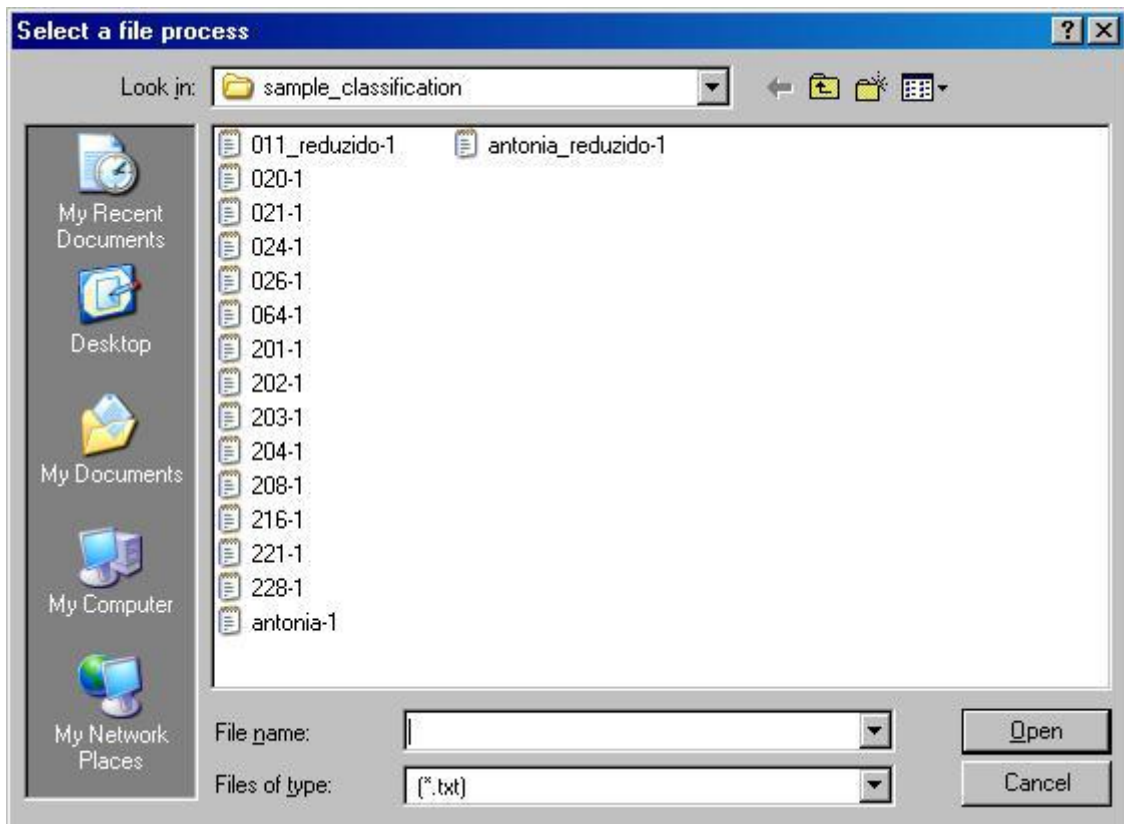 Select a file process
Look in: sample_classification
My Recent
Documents
Desktop
My Documents
My Computer
My Network
Places
011_reduzido-1
020-1
021-1
024-1
026-1
064-1
201-1
202-1
203-1
204-1
208-1
216-1
221-1
228-1
antonia-1
antonia_reduzido-1
File name:
Open
Files of type: (*.txt)
Cancel